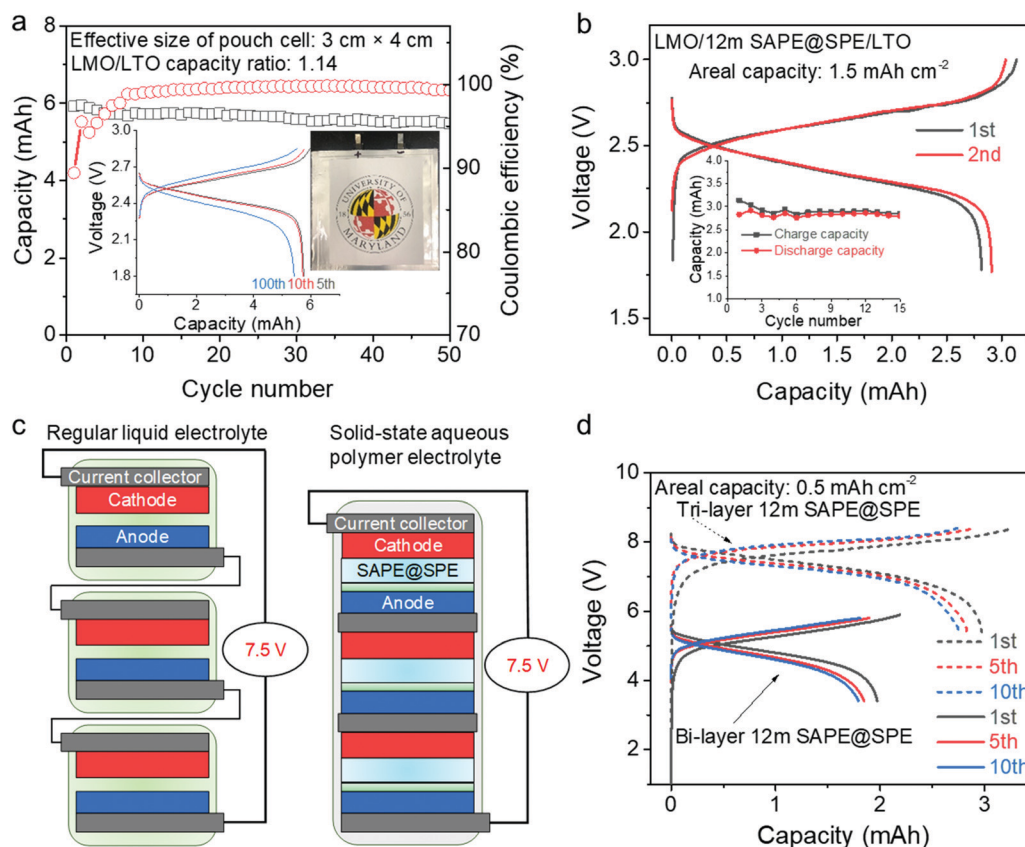 a
Effective size of pouch cell: 3 cm × 4 cm
LMO/LTO capacity ratio: 1.14
Capacity (mAh)
8
6
4
2
0
0
10
20
30
40
50
Cycle number
Coulombic efficiency (%)
100
90
80
70
Voltage (V)
3.0
2.7
2.4
2.1
1.8
0
2
4
6
Capacity (mAh)
100th 10th 5th
+
-
UNIVERSITY OF
18 56
MARYLAND
b
LMO/12m SAPE@SPE/LTO
Areal capacity: 1.5 mAh cm⁻²
Voltage (V)
3.0
2.5
2.0
1.5
0.0 0.5 1.0 1.5 2.0 2.5 3.0
Capacity (mAh)
1st
2nd
Capacity (mAh)
4.0
3.5
3.0
2.5
2.0
1.5
1.0
0 3 6 9 12 15
Cycle number
Charge capacity
Discharge capacity
c
Regular liquid electrolyte
Current collector
Cathode
Anode
7.5 V
Solid-state aqueous
polymer electrolyte
Current collector
Cathode
SAPE@SPE
Anode
7.5 V
d
Areal capacity: 0.5 mAh cm⁻²
Tri-layer 12m SAPE@SPE
Bi-layer 12m SAPE@SPE
Voltage (V)
10
8
6
4
2
0 1 2 3
Capacity (mAh)
1st
5th
10th
1st
5th
10th